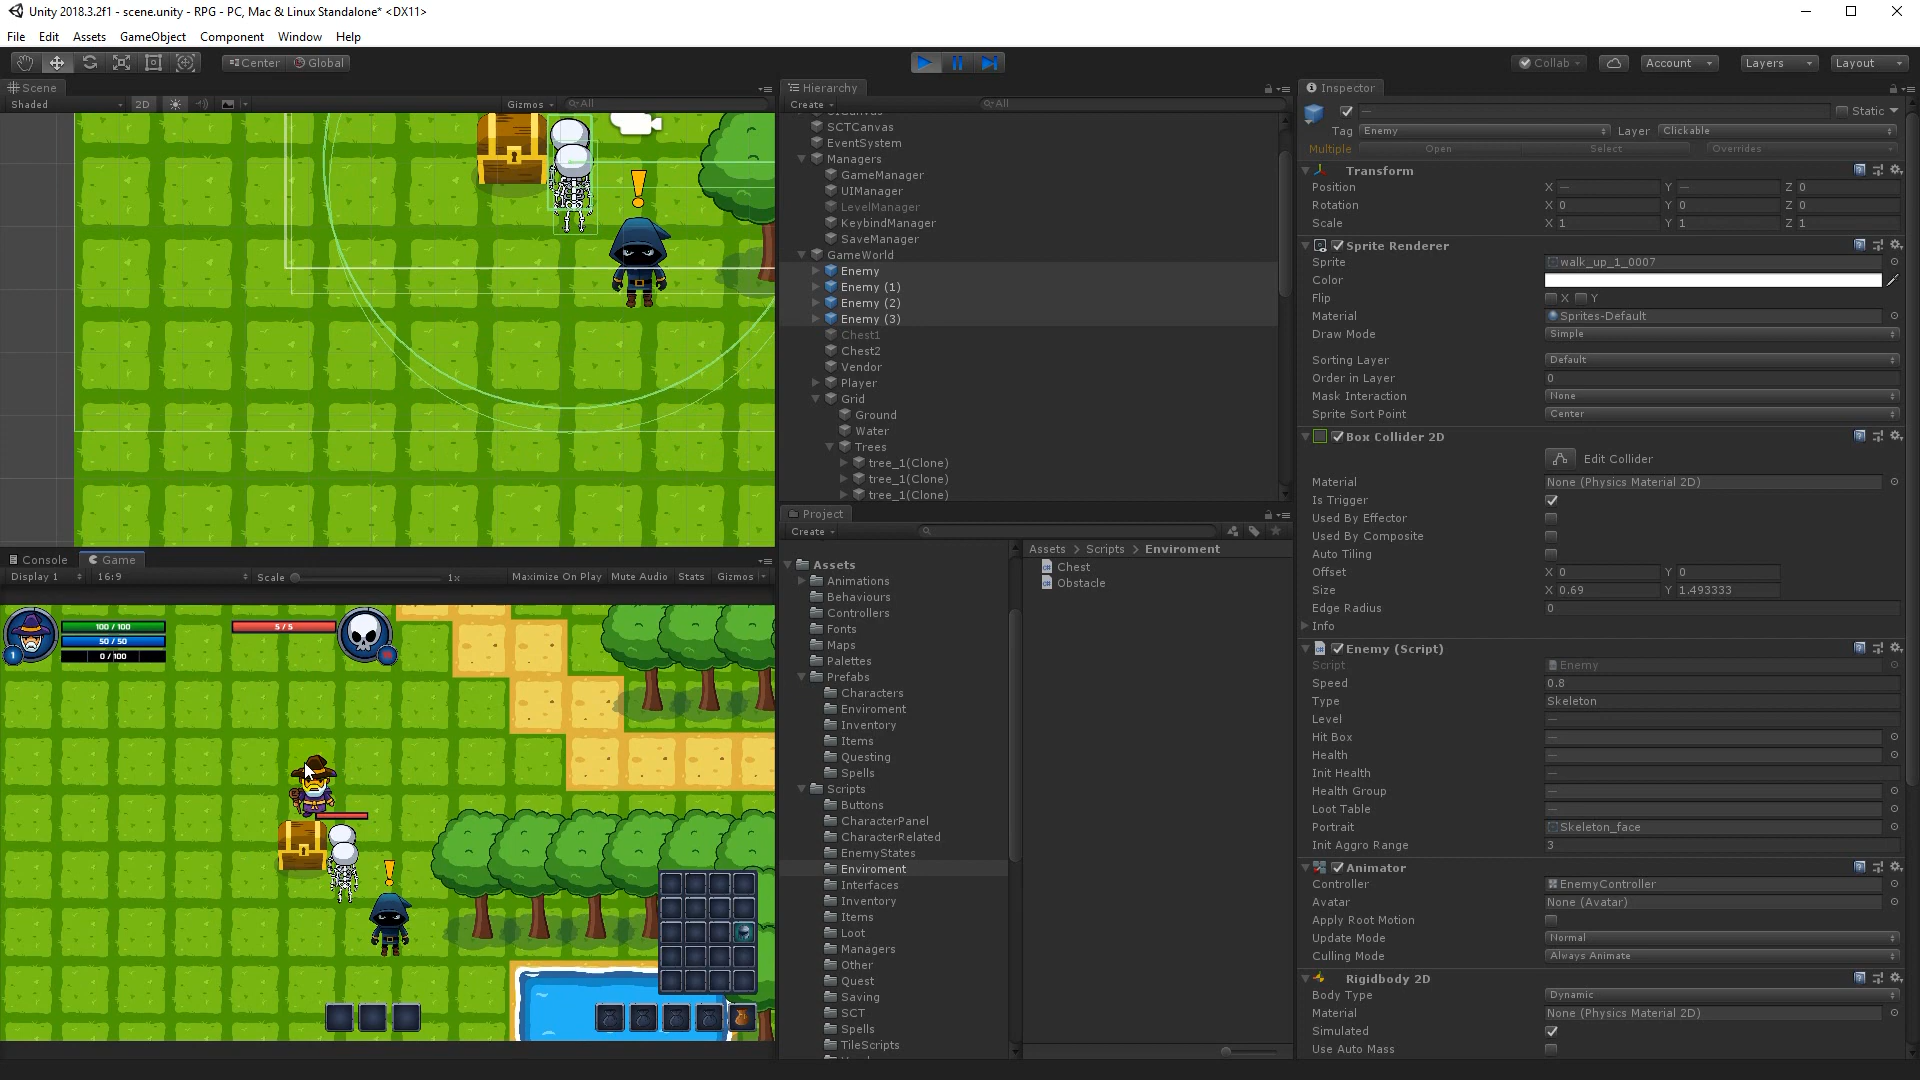 Unity 2018.3.2f1 - scene.unity - RPG - PC, Mac & Linux Standalone* <DX11>
File Edit Assets GameObject Component Window Help
Center Global Collab Account Layers Layout
Scene
Shaded 2D Gizmos All
Console Game
Display 1 16:9 Scale 1x Maximize On Play Mute Audio Stats Gizmos
100 / 100
50 / 50
0 / 100
1
5 / 5
Hierarchy
Create All
SCTCanvas
EventSystem
Managers
GameManager
UIManager
LevelManager
KeybindManager
SaveManager
GameWorld
Enemy
Enemy (1)
Enemy (2)
Enemy (3)
Chest1
Chest2
Vendor
Player
Grid
Ground
Water
Trees
tree_1(Clone)
tree_1(Clone)
tree_1(Clone)
Project
Create
Assets
Animations
Behaviours
Controllers
Fonts
Maps
Palettes
Prefabs
Characters
Enviroment
Inventory
Items
Questing
Spells
Scripts
Buttons
CharacterPanel
CharacterRelated
EnemyStates
Enviroment
Interfaces
Inventory
Items
Loot
Managers
Other
Quest
Saving
SCT
Spells
TileScripts
Assets > Scripts > Enviroment
Chest
Obstacle
Inspector
— Static
Tag Enemy Layer Clickable
Multiple Open Select Overrides
Transform
Position X — Y — Z 0
Rotation X 0 Y 0 Z 0
Scale X 1 Y 1 Z 1
Sprite Renderer
Sprite walk_up_1_0007
Color
Flip X Y
Material Sprites-Default
Draw Mode Simple
Sorting Layer Default
Order in Layer 0
Mask Interaction None
Sprite Sort Point Center
Box Collider 2D
Edit Collider
Material None (Physics Material 2D)
Is Trigger
Used By Effector
Used By Composite
Auto Tiling
Offset X 0 Y 0
Size X 0.69 Y 1.493333
Edge Radius 0
Info
Enemy (Script)
Script Enemy
Speed 0.8
Type Skeleton
Level —
Hit Box —
Health —
Init Health —
Health Group —
Loot Table —
Portrait Skeleton_face
Init Aggro Range 3
Animator
Controller EnemyController
Avatar None (Avatar)
Apply Root Motion
Update Mode Normal
Culling Mode Always Animate
Rigidbody 2D
Body Type Dynamic
Material None (Physics Material 2D)
Simulated
Use Auto Mass